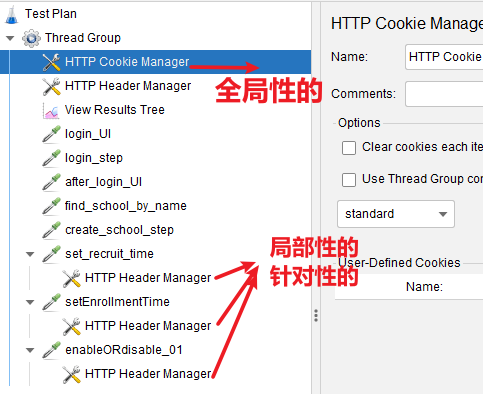 Test Plan
Thread Group
HTTP Cookie Manager
HTTP Header Manager
View Results Tree
login_UI
login_step
after_login_UI
find_school_by_name
create_school_step
set_recruit_time
HTTP Header Manager
setEnrollmentTime
HTTP Header Manager
enableORdisable_01
HTTP Header Manager
全局性的
局部性的
针对性的
HTTP Cookie Manage
Name: HTTP Cookie
Comments:
Options
Clear cookies each ite
Use Thread Group con
standard
User-Defined Cookies
Name: